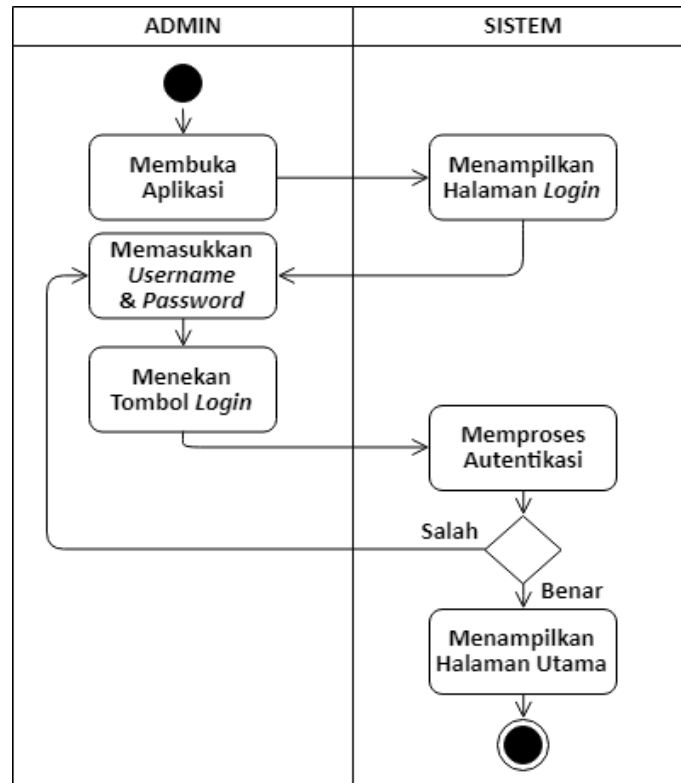 ADMIN
SISTEM
Membuka
Aplikasi
Menampilkan
Halaman Login
Memasukkan
Username
& Password
Menekan
Tombol Login
Memproses
Autentikasi
Salah
Benar
Menampilkan
Halaman Utama